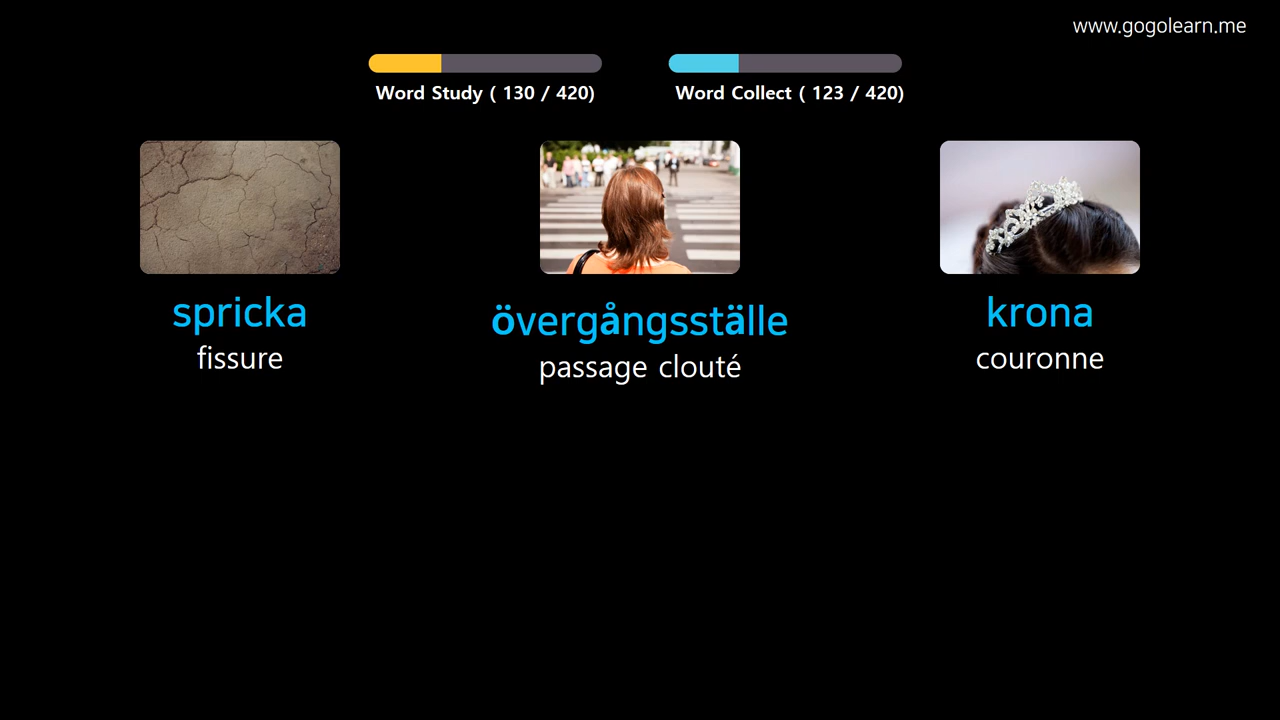 www.gogolearn.me
Word Study ( 130 / 420)
Word Collect ( 123 / 420)
spricka
fissure
övergångsställe
passage clouté
krona
couronne